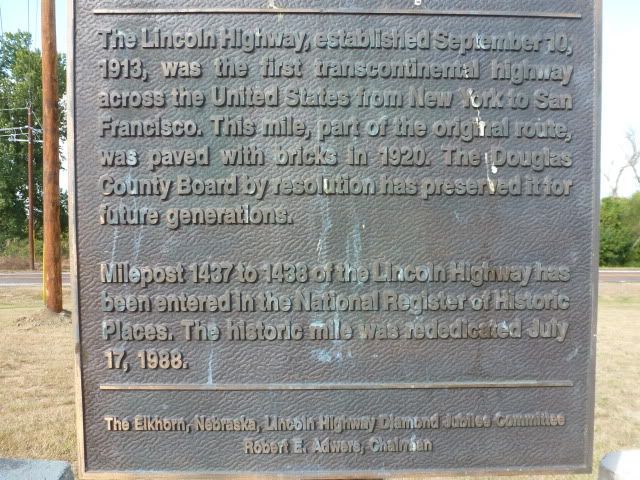 The Lincoln Highway, established September 10,
1913, was the first transcontinental highway
across the United States from New York to San
Francisco. This mile, part of the original route,
was paved with bricks in 1920. The Douglas
County Board by resolution has preserved it for
future generations.
Milepost 1437 to 1438 of the Lincoln Highway has
been entered in the National Register of Historic
Places. The historic mile was rededicated July
17, 1988.
The Elkhorn, Nebraska, Lincoln Highway Diamond Jubilee Committee
Robert E. Adwers, Chairman